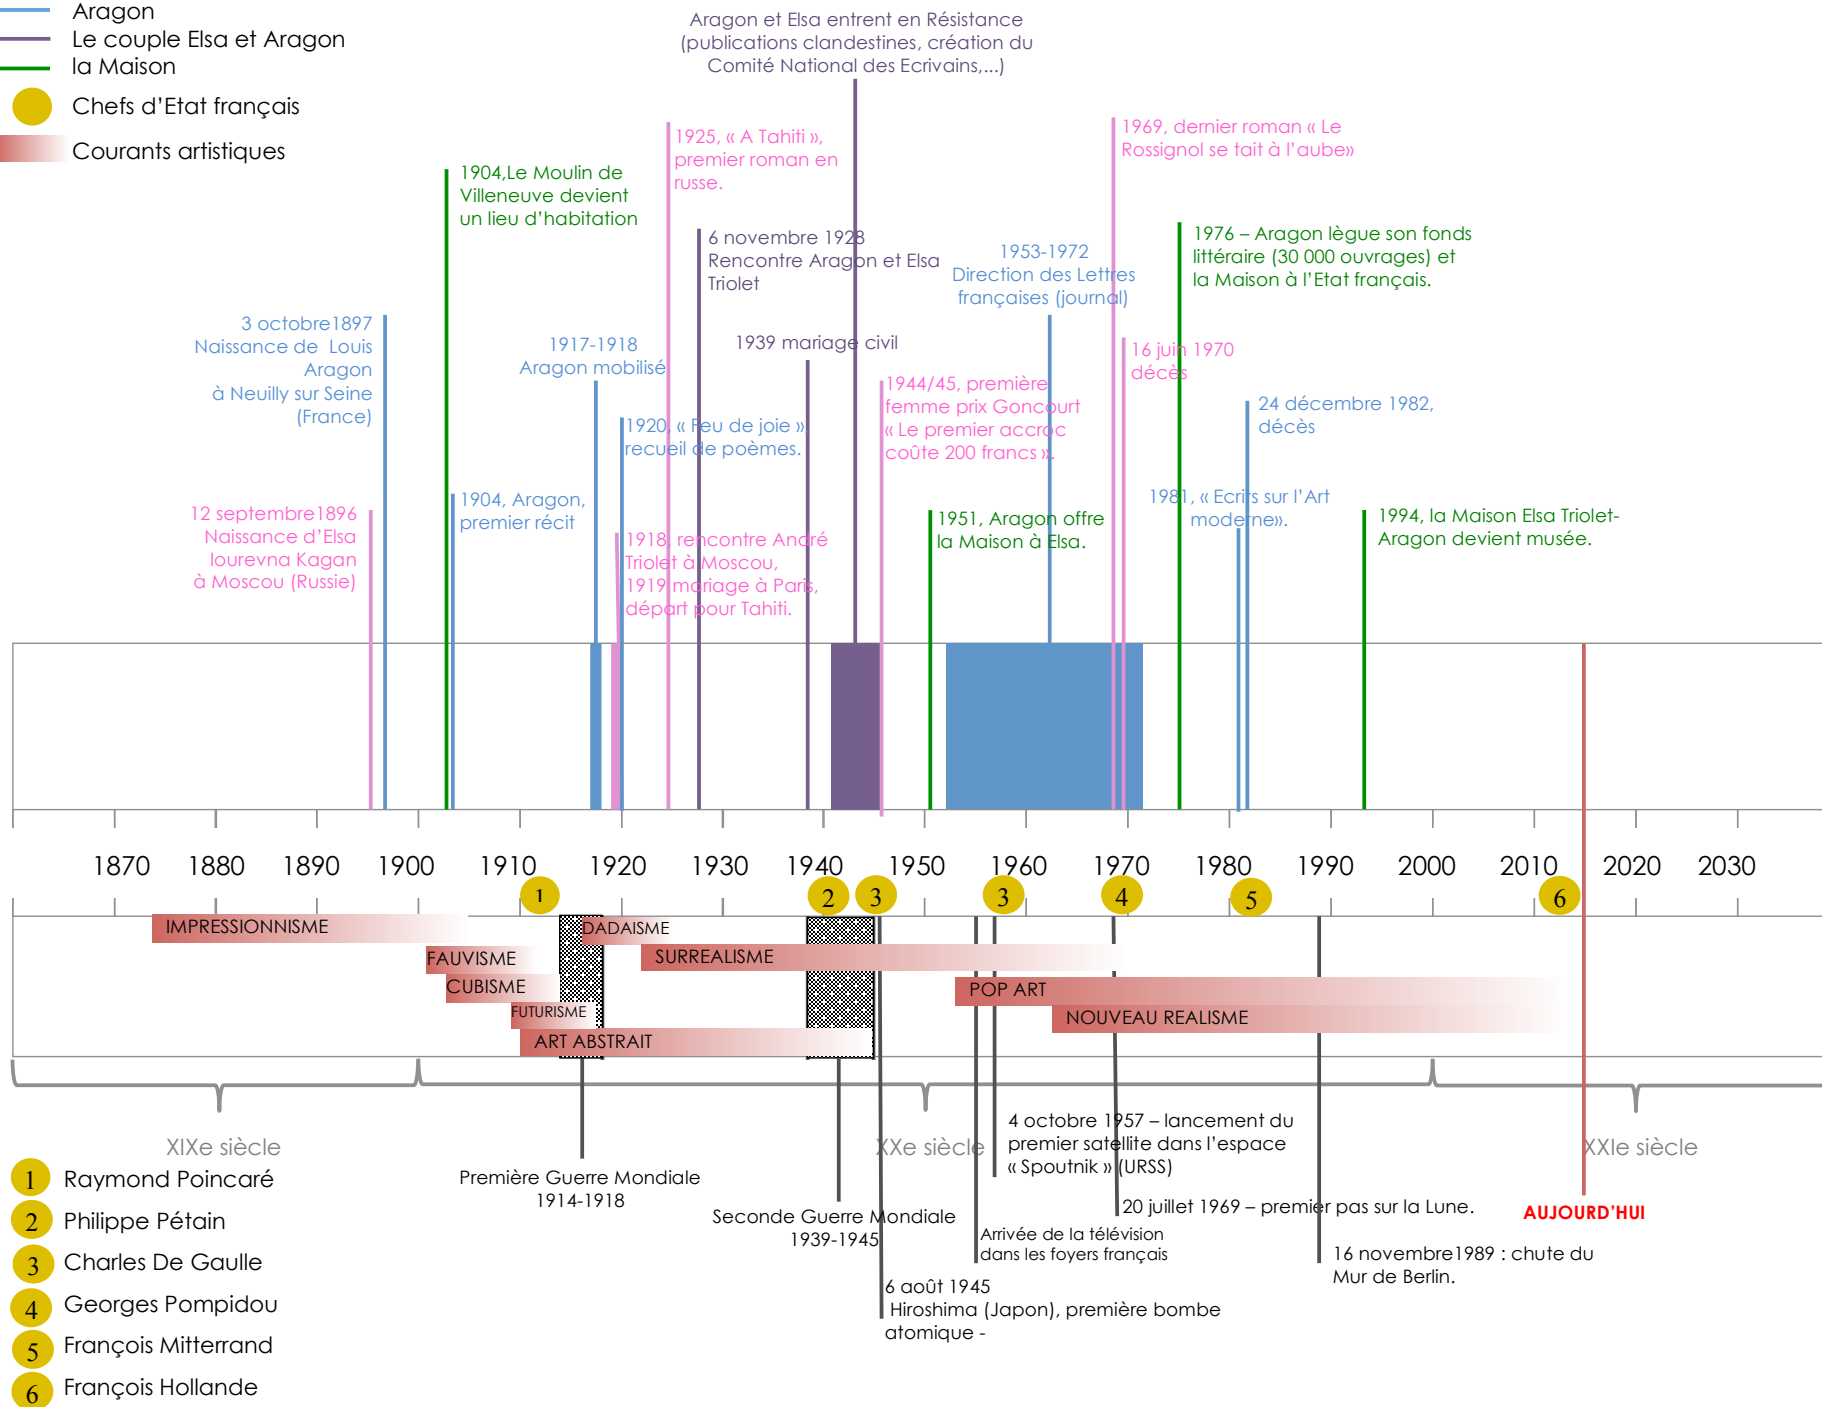 Aragon
Le couple Elsa et Aragon
la Maison
Chefs d'Etat français
Courants artistiques
Aragon et Elsa entrent en Résistance
(publications clandestines, création du
Comité National des Ecrivains,...)
1925, « A Tahiti »,
premier roman en
russe.
1969, dernier roman « Le
Rossignol se tait à l'aube»
1904,Le Moulin de
Villeneuve devient
un lieu d'habitation
6 novembre 1928
Rencontre Aragon et Elsa
Triolet
1953-1972
Direction des Lettres
françaises (journal)
1976 – Aragon lègue son fonds
littéraire (30 000 ouvrages) et
la Maison à l'Etat français.
3 octobre1897
Naissance de Louis
Aragon
à Neuilly sur Seine
(France)
1917-1918
Aragon mobilisé
1939 mariage civil
16 juin 1970
décès
1944/45, première
femme prix Goncourt
« Le premier accroc
coûte 200 francs ».
24 décembre 1982,
décès
1920, « Feu de joie »,
recueil de poèmes.
12 septembre1896
Naissance d'Elsa
Iourevna Kagan
à Moscou (Russie)
1904, Aragon,
premier récit
1918, rencontre André
Triolet à Moscou,
1919 mariage à Paris,
départ pour Tahiti.
1951, Aragon offre
la Maison à Elsa.
1981, « Ecrits sur l'Art
moderne».
1994, la Maison Elsa Triolet-
Aragon devient musée.
1870 1880 1890 1900 1910 1920 1930 1940 1950 1960 1970 1980 1990 2000 2010 2020 2030
1 2 3 3 4 5 6
IMPRESSIONNISME
DADAISME
FAUVISME
SURREALISME
CUBISME
POP ART
FUTURISME
NOUVEAU REALISME
ART ABSTRAIT
XIXe siècle
XXe siècle
XXIe siècle
4 octobre 1957 – lancement du
premier satellite dans l'espace
« Spoutnik » (URSS)
Première Guerre Mondiale
1914-1918
Seconde Guerre Mondiale
1939-1945
20 juillet 1969 – premier pas sur la Lune.
AUJOURD'HUI
Arrivée de la télévision
dans les foyers français
16 novembre1989 : chute du
Mur de Berlin.
6 août 1945
Hiroshima (Japon), première bombe
atomique -
1 Raymond Poincaré
2 Philippe Pétain
3 Charles De Gaulle
4 Georges Pompidou
5 François Mitterrand
6 François Hollande